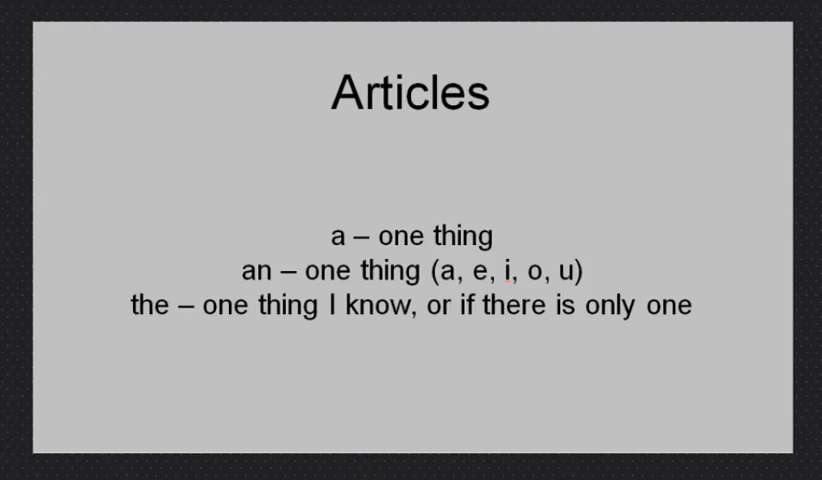 Articles
a – one thing
an – one thing (a, e, i, o, u)
the – one thing I know, or if there is only one